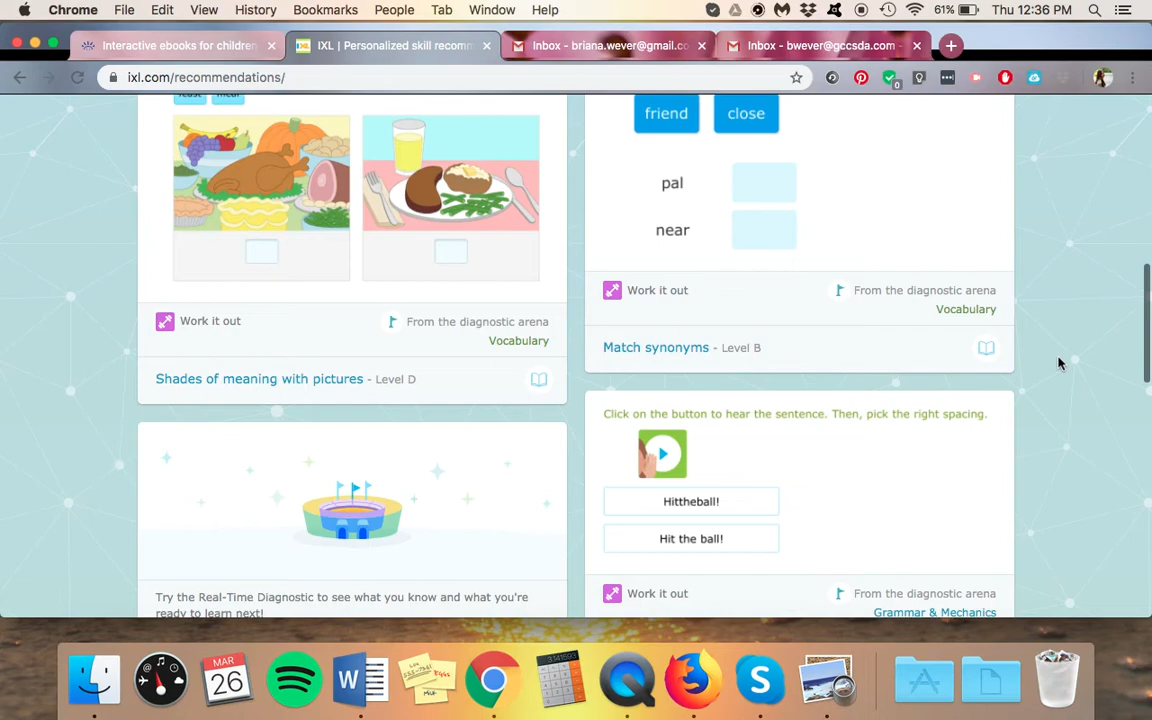 Chrome File Edit View History Bookmarks People Tab Window Help 61% Thu 12:36 PM
Interactive ebooks for children
IXL | Personalized skill recomm
Inbox - briana.wever@gmail.co
Inbox - bwever@gccsda.com -
ixl.com/recommendations/
0
feast meal
friend close
pal
near
Work it out
From the diagnostic arena
Vocabulary
Shades of meaning with pictures - Level D
Work it out
From the diagnostic arena
Vocabulary
Match synonyms - Level B
Click on the button to hear the sentence. Then, pick the right spacing.
Hittheball!
Hit the ball!
Try the Real-Time Diagnostic to see what you know and what you're
ready to learn next!
Work it out
From the diagnostic arena
Grammar & Mechanics
MAR
26
W